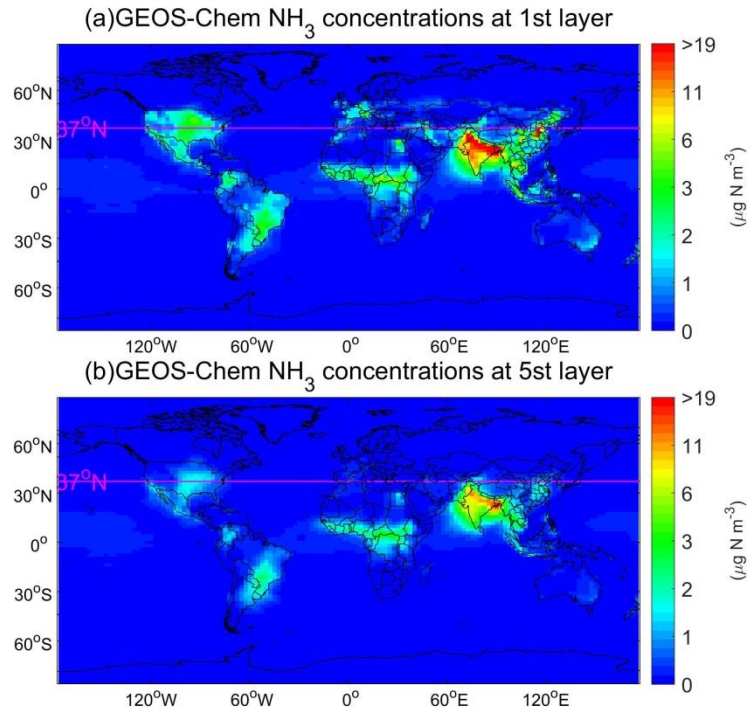 (a)GEOS-Chem NH3 concentrations at 1st layer
60°N
37°N
30°N
0°
30°S
60°S
120°W 60°W 0° 60°E 120°E
>19
11
6
3
2
1
0
(µg N m-3)
(b)GEOS-Chem NH3 concentrations at 5st layer
60°N
37°N
30°N
0°
30°S
60°S
120°W 60°W 0° 60°E 120°E
>19
11
6
3
2
1
0
(µg N m-3)